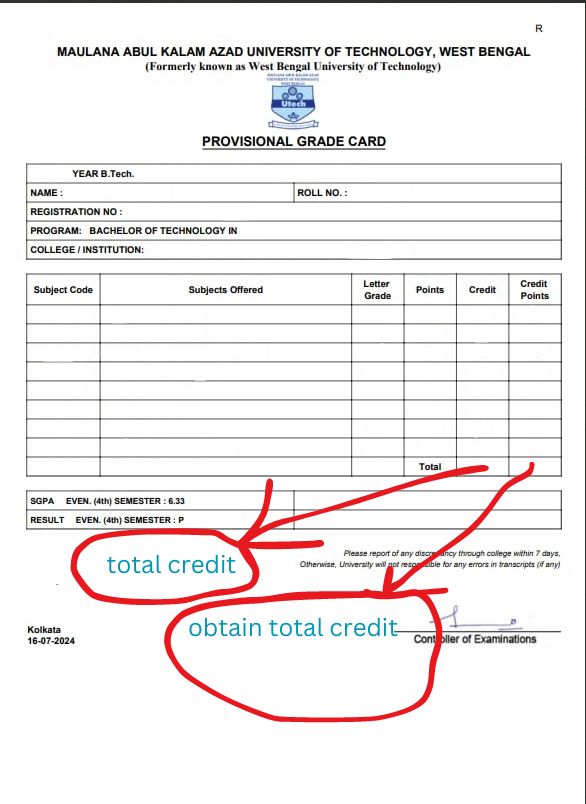 R
MAULANA ABUL KALAM AZAD UNIVERSITY OF TECHNOLOGY, WEST BENGAL
(Formerly known as West Bengal University of Technology)
MAULANA ABUL KALAM AZAD
UNIVERSITY OF TECHNOLOGY
WEST BENGAL
Utech
PROVISIONAL GRADE CARD
YEAR B.Tech.
NAME : ROLL NO. :
REGISTRATION NO :
PROGRAM: BACHELOR OF TECHNOLOGY IN
COLLEGE / INSTITUTION:
Subject Code Subjects Offered Letter Grade Points Credit Credit Points
Total
SGPA EVEN. (4th) SEMESTER : 6.33
RESULT EVEN. (4th) SEMESTER : P
total credit
Please report of any discrepancy through college within 7 days,
Otherwise, University will not responsible for any errors in transcripts (if any)
obtain total credit
Kolkata
16-07-2024
Controller of Examinations